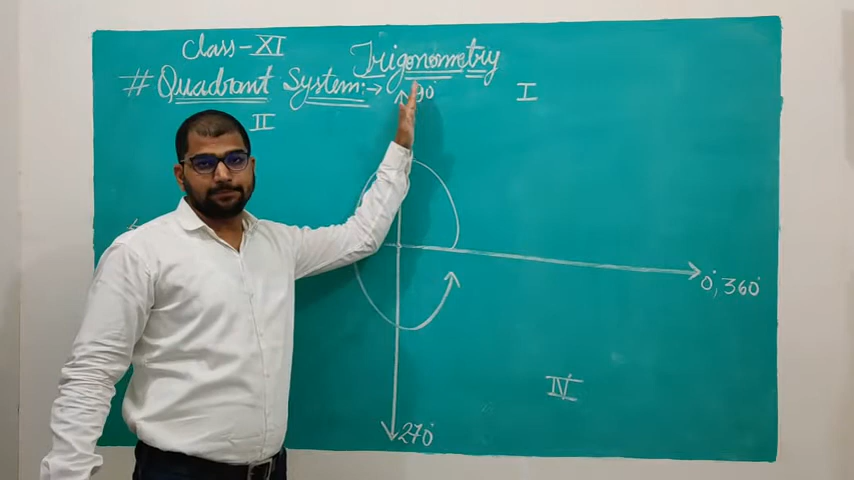 Class-XI
Trigonometry
# Quadrant System:→
90°
I
II
0°, 360°
IV
270°